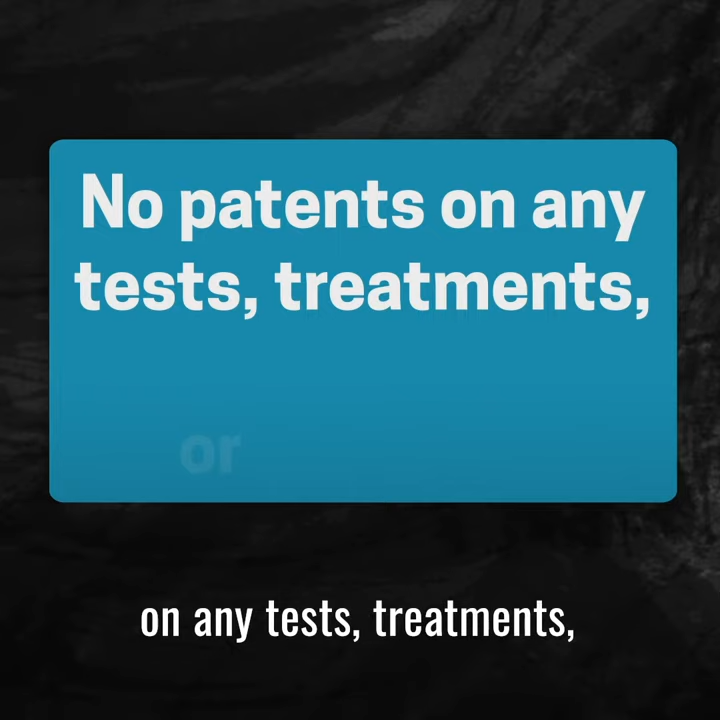 No patents on any
tests, treatments,
or
on any tests, treatments,